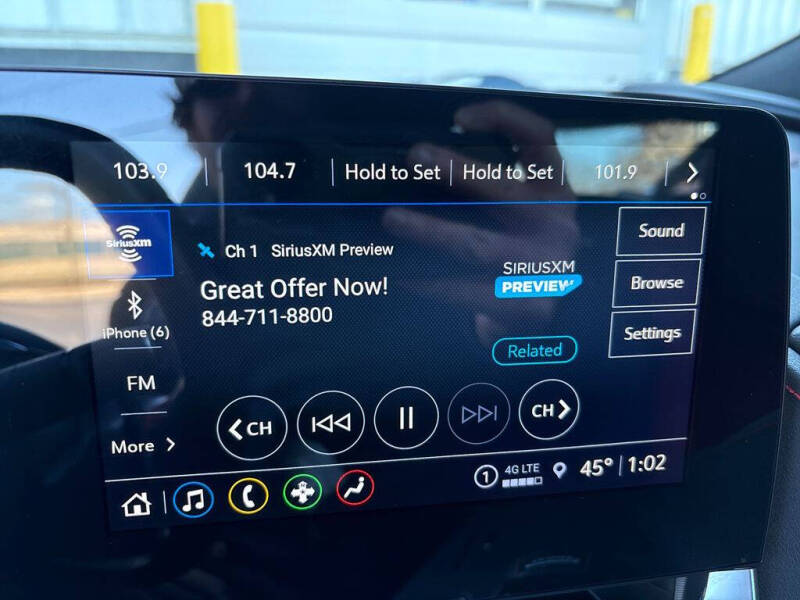 103.9 104.7 Hold to Set Hold to Set 101.9
SiriusXM
Ch 1 SiriusXM Preview
Great Offer Now!
844-711-8800
SIRIUSXM
PREVIEW
Related
Sound
Browse
Settings
iPhone (6)
FM
More
CH CH
1 4G LTE 45° 1:02